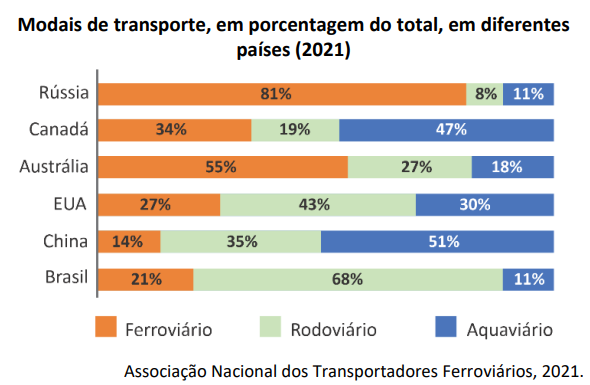 Modais de transporte, em porcentagem do total, em diferentes
países (2021)
Rússia 81% 8% 11%
Canadá 34% 19% 47%
Austrália 55% 27% 18%
EUA 27% 43% 30%
China 14% 35% 51%
Brasil 21% 68% 11%
Ferroviário Rodoviário Aquaviário
Associação Nacional dos Transportadores Ferroviários, 2021.